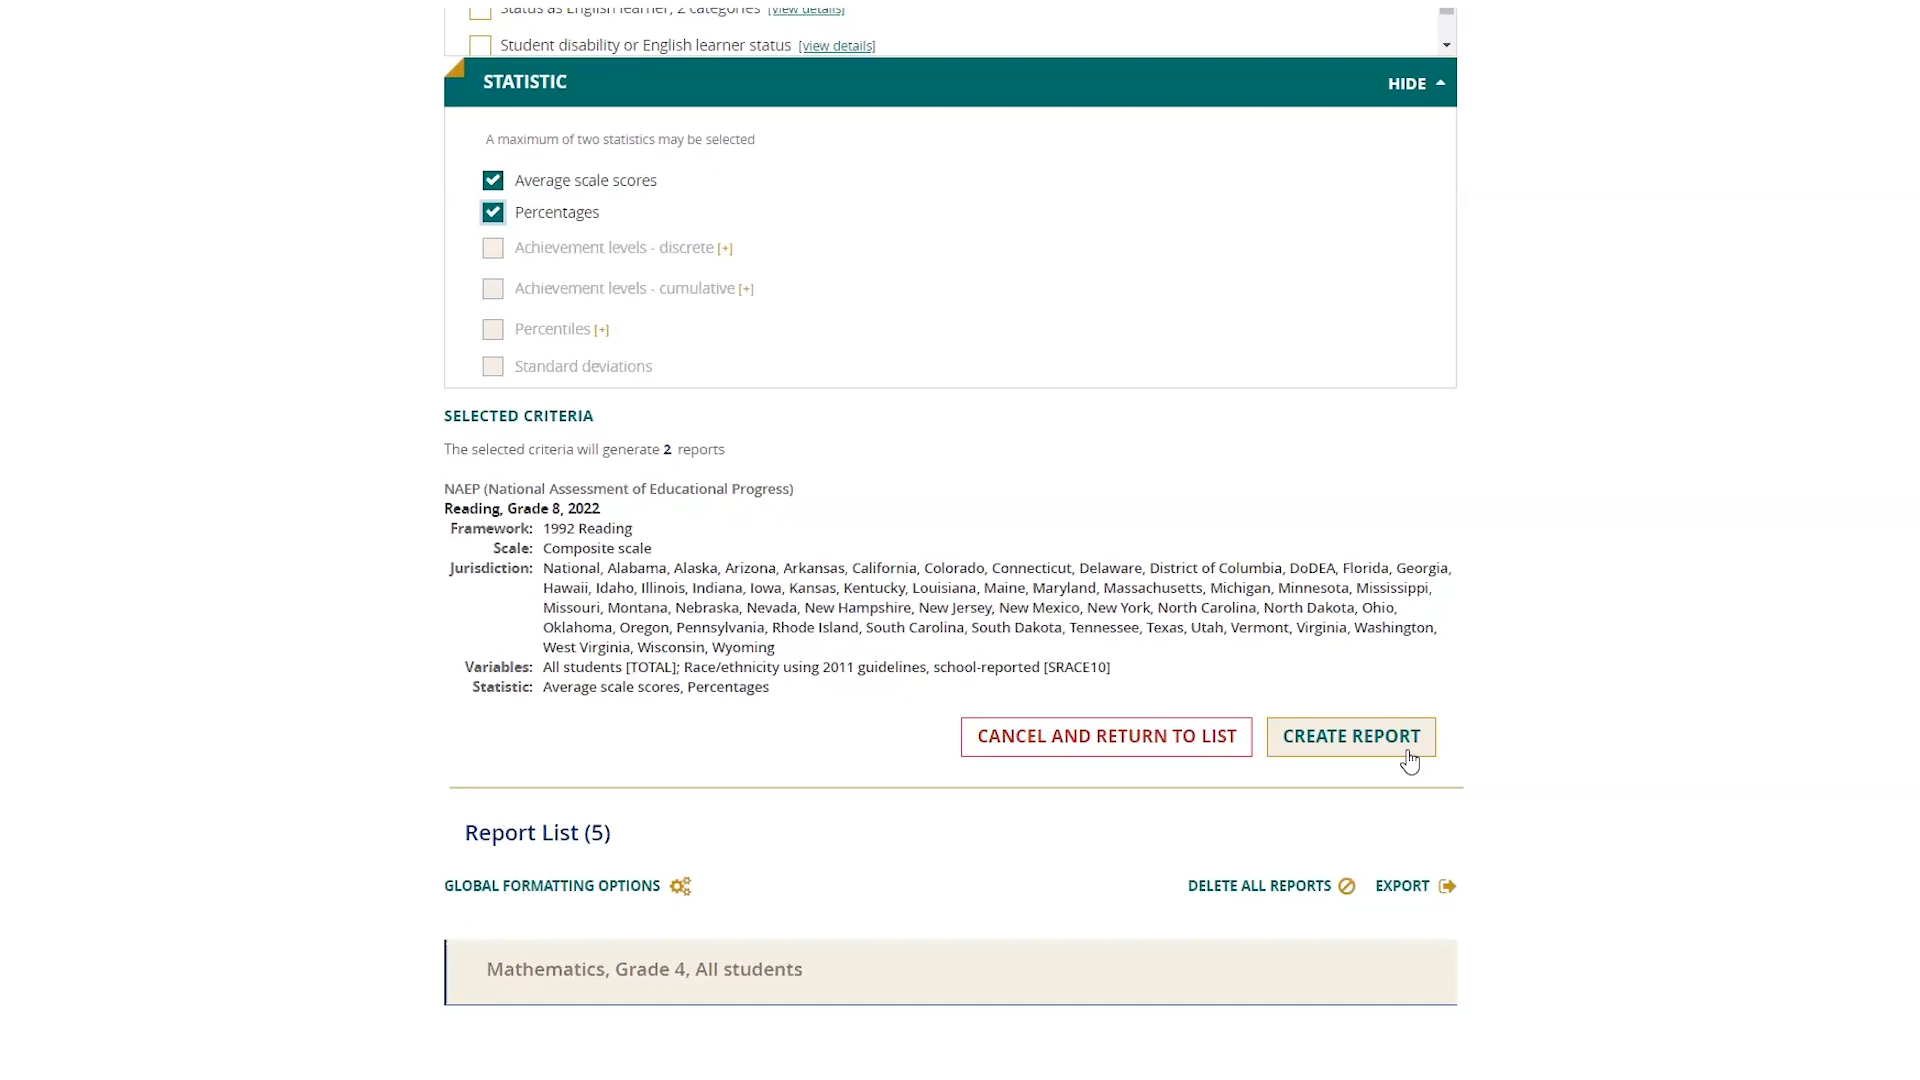 Status as English learner, 2 categories [view details]
Student disability or English learner status [view details]
STATISTIC
HIDE
A maximum of two statistics may be selected
Average scale scores
Percentages
Achievement levels - discrete [+]
Achievement levels - cumulative [+]
Percentiles [+]
Standard deviations
SELECTED CRITERIA
The selected criteria will generate 2 reports
NAEP (National Assessment of Educational Progress)
Reading, Grade 8, 2022
Framework: 1992 Reading
Scale: Composite scale
Jurisdiction: National, Alabama, Alaska, Arizona, Arkansas, California, Colorado, Connecticut, Delaware, District of Columbia, DoDEA, Florida, Georgia,
Hawaii, Idaho, Illinois, Indiana, Iowa, Kansas, Kentucky, Louisiana, Maine, Maryland, Massachusetts, Michigan, Minnesota, Mississippi,
Missouri, Montana, Nebraska, Nevada, New Hampshire, New Jersey, New Mexico, New York, North Carolina, North Dakota, Ohio,
Oklahoma, Oregon, Pennsylvania, Rhode Island, South Carolina, South Dakota, Tennessee, Texas, Utah, Vermont, Virginia, Washington,
West Virginia, Wisconsin, Wyoming
Variables: All students [TOTAL]; Race/ethnicity using 2011 guidelines, school-reported [SRACE10]
Statistic: Average scale scores, Percentages
CANCEL AND RETURN TO LIST
CREATE REPORT
Report List (5)
GLOBAL FORMATTING OPTIONS
DELETE ALL REPORTS
EXPORT
Mathematics, Grade 4, All students